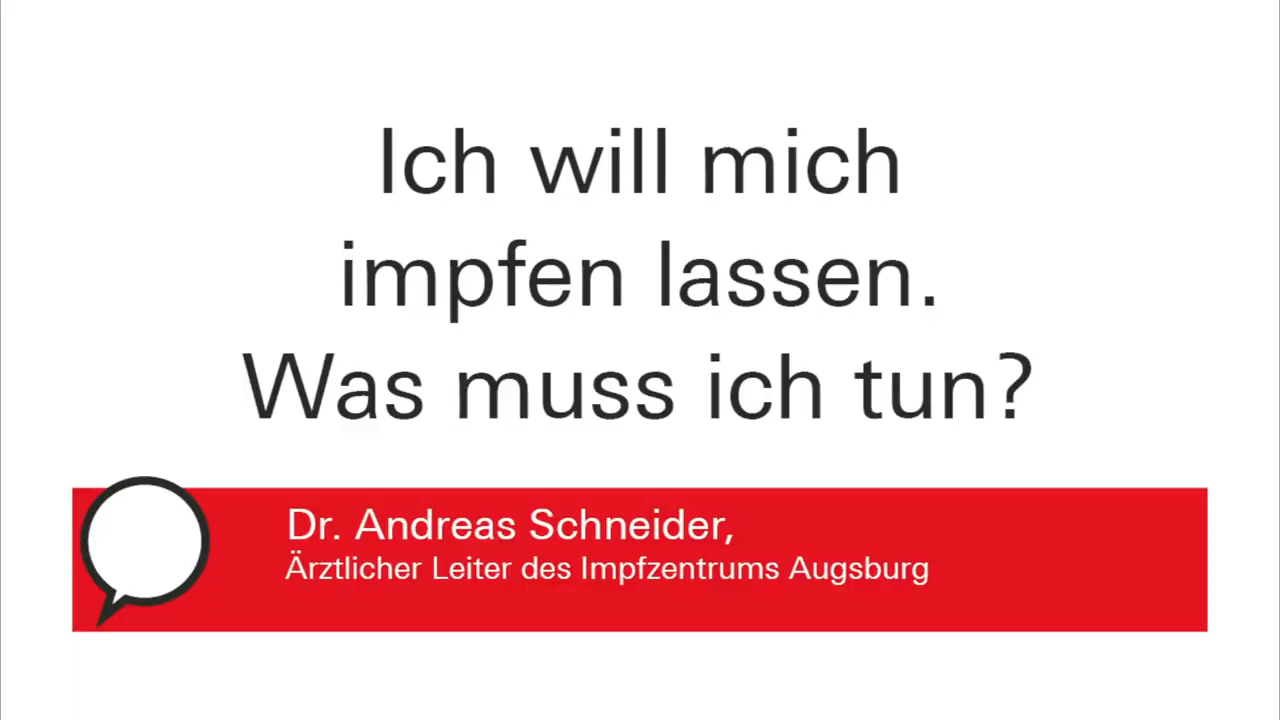 Ich will mich
impfen lassen.
Was muss ich tun?
Dr. Andreas Schneider,
Ärztlicher Leiter des Impfzentrums Augsburg